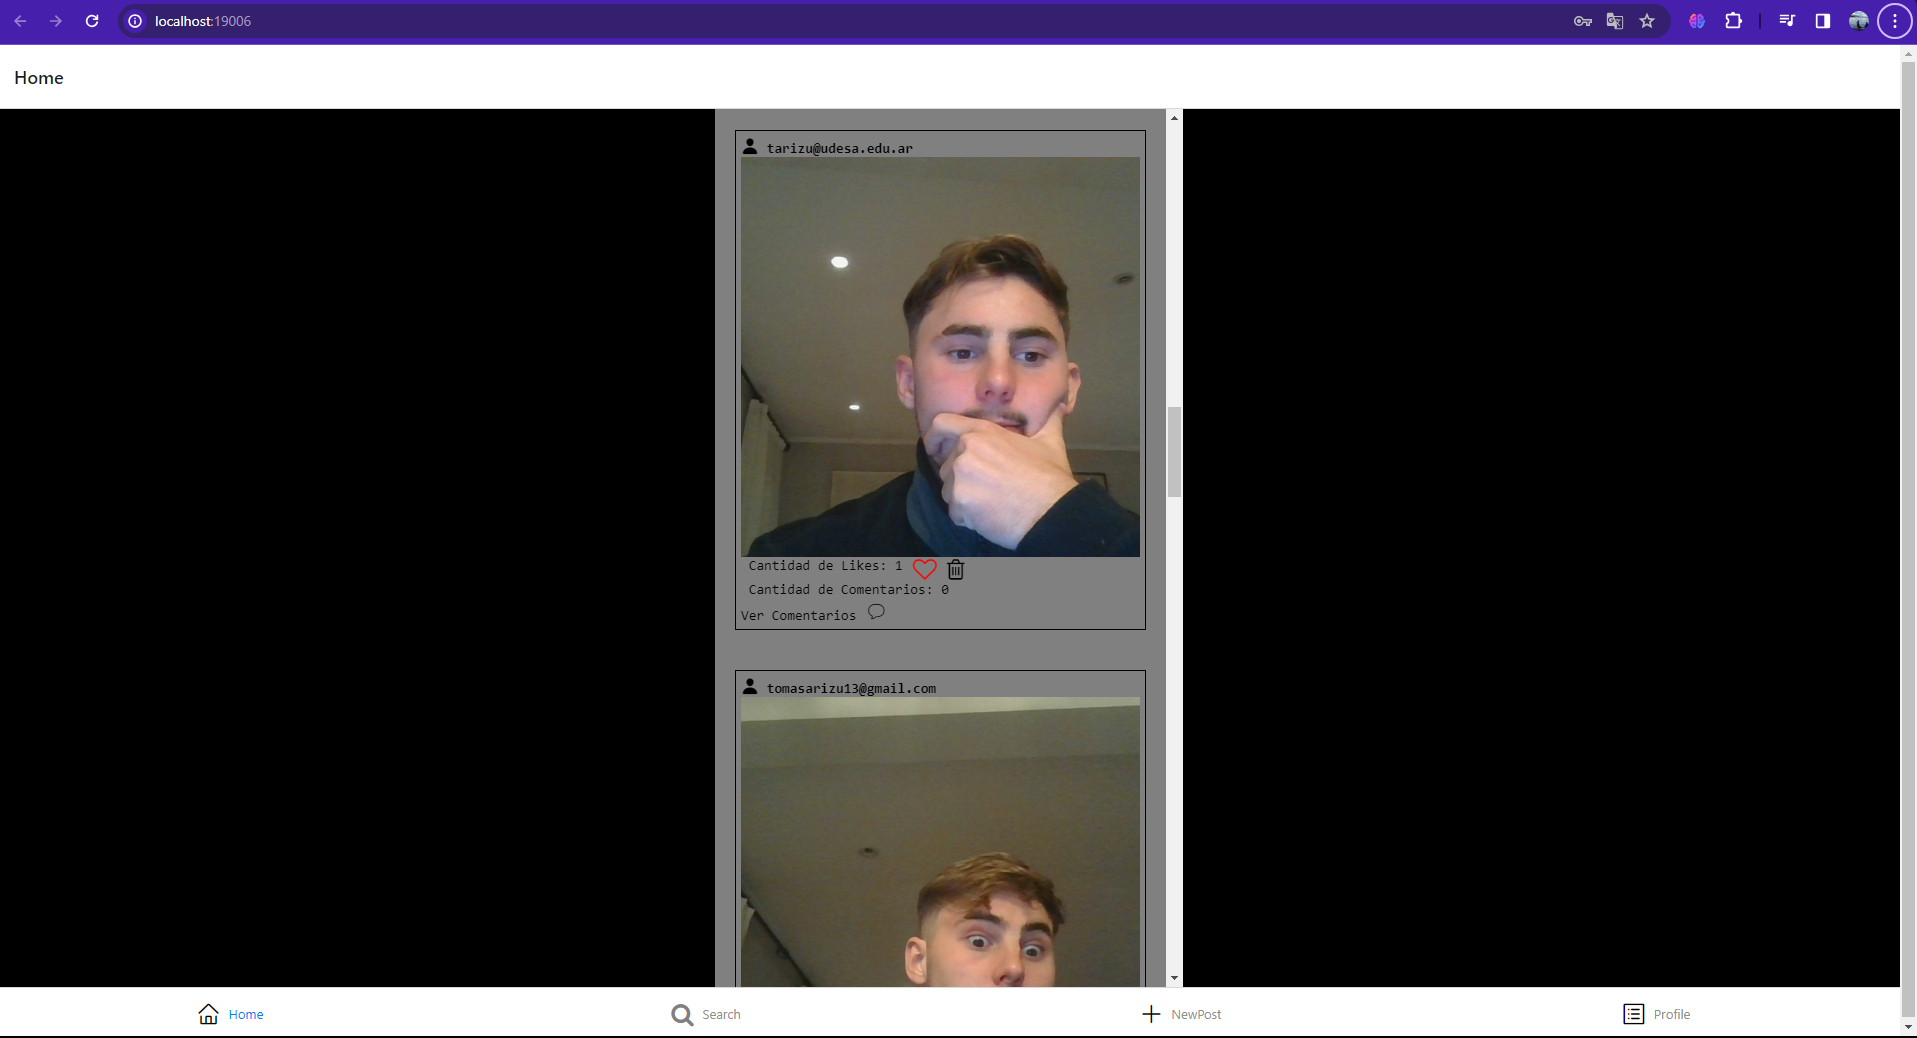 localhost:19006
Home
tarizu@udesa.edu.ar
Cantidad de Likes: 1
Cantidad de Comentarios: 0
Ver Comentarios
tomasarizu13@gmail.com
Home
Search
NewPost
Profile